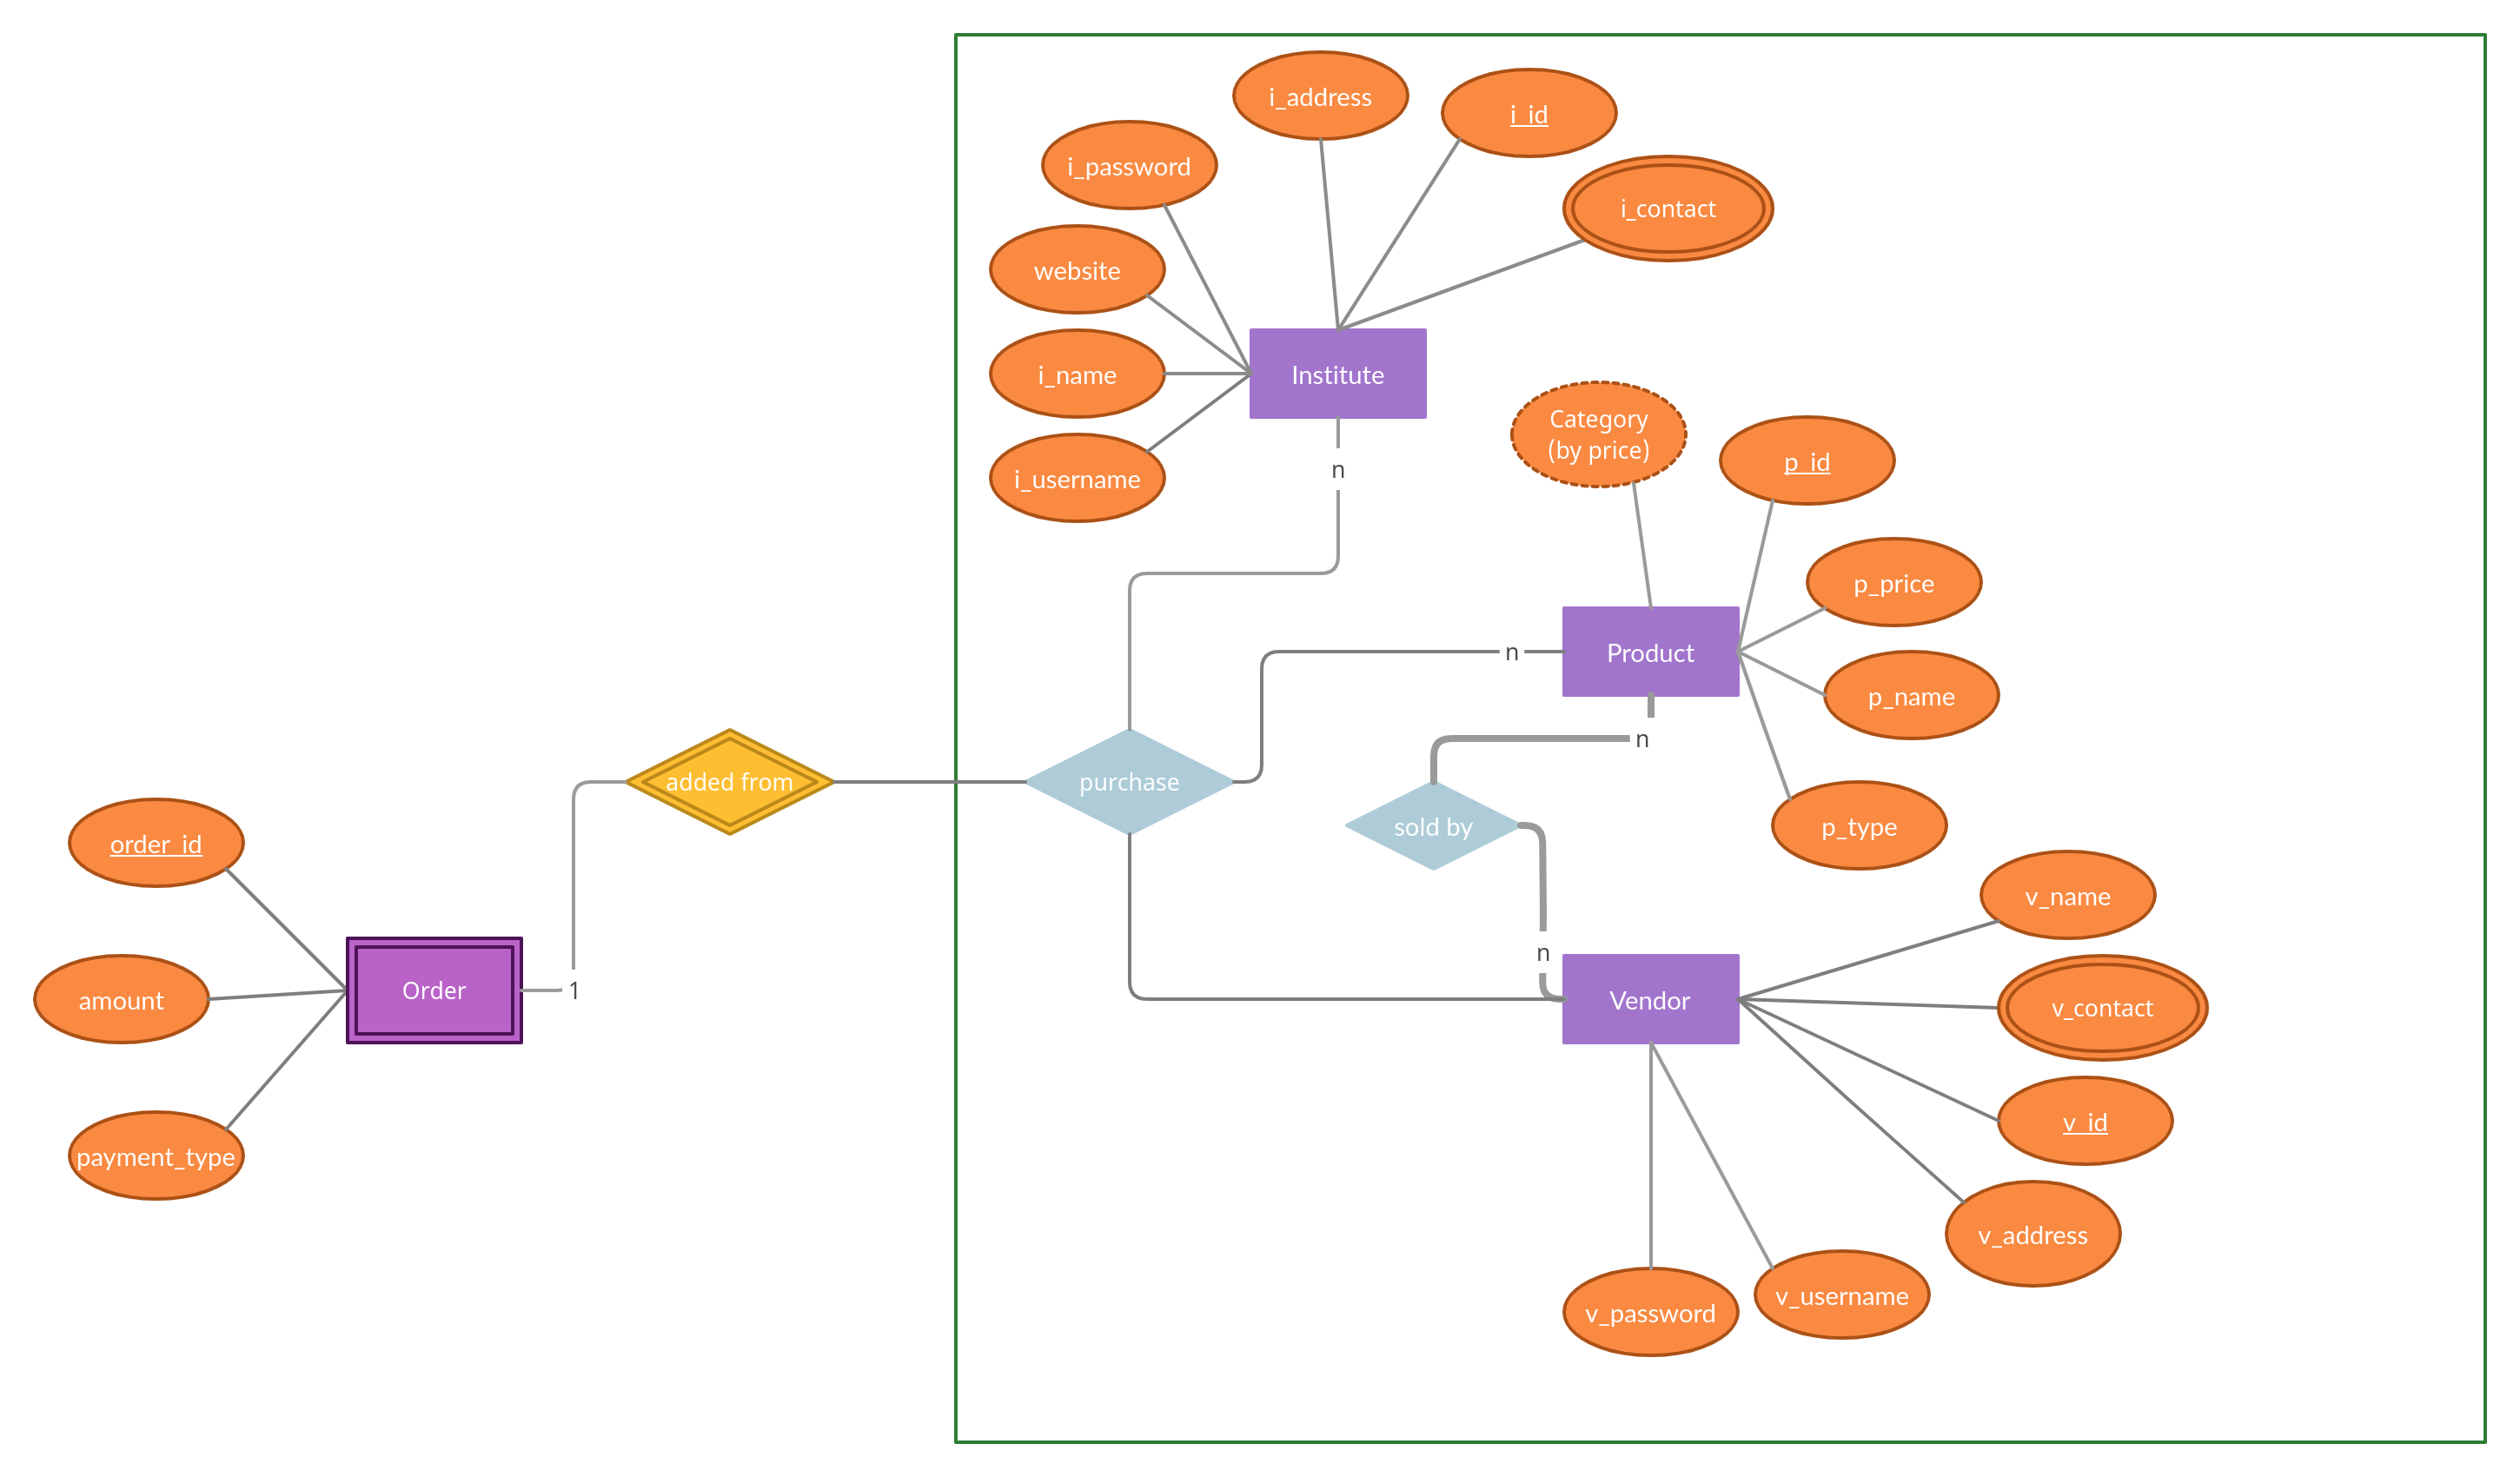 i_address
i_id
i_password
i_contact
website
i_name
Institute
i_username
n
Category
(by price)
p_id
p_price
n
Product
p_name
n
added from
purchase
sold by
p_type
order_id
v_name
n
Order
1
amount
Vendor
v_contact
v_id
payment_type
v_address
v_username
v_password